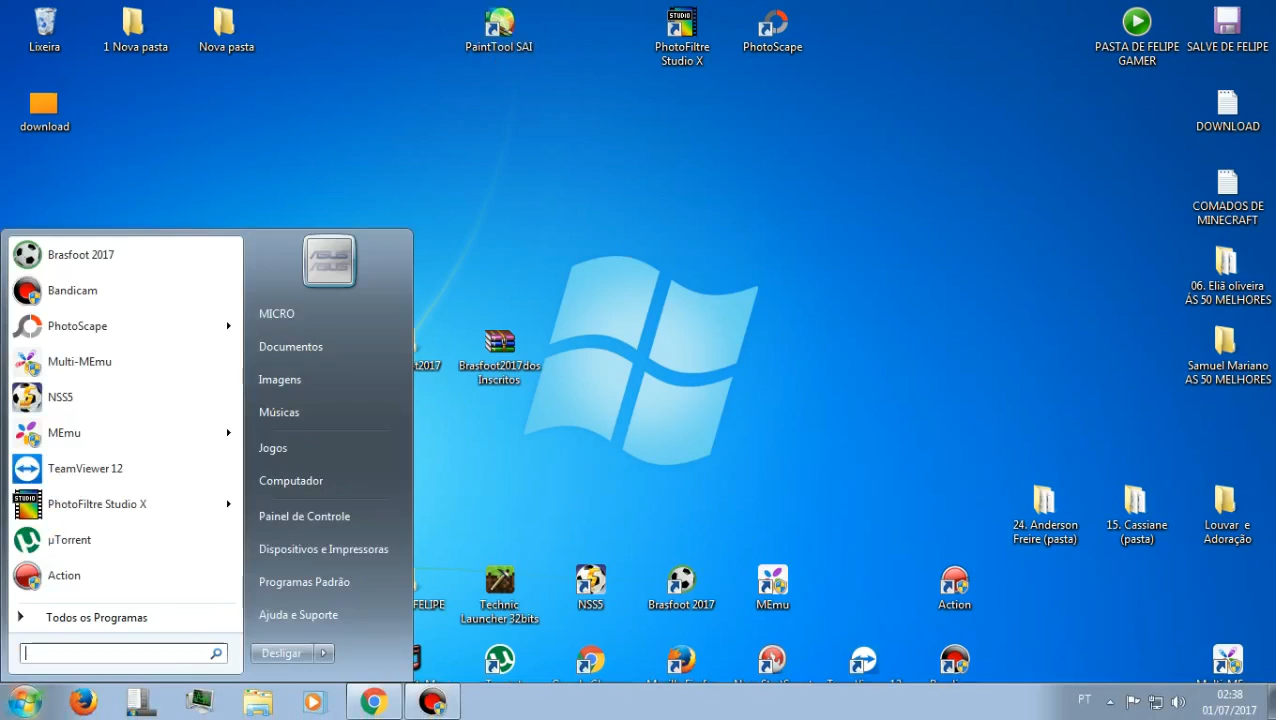 Lixeira
1 Nova pasta
Nova pasta
PaintTool SAI
STUDIO
PhotoFiltre
Studio X
PhotoScape
PASTA DE FELIPE
GAMER
SALVE DE FELIPE
download
DOWNLOAD
COMADOS DE
MINECRAFT
06. Eliã oliveira
ÁS 50 MELHORES
Samuel Mariano
AS 50 MELHORES
t2017
Brasfoot2017dos
Inscritos
24. Anderson
Freire (pasta)
15. Cassiane
(pasta)
Louvar e
Adoração
FELIPE
Technic
Launcher 32bits
NSS5
Brasfoot 2017
MEmu
Action
Brasfoot 2017
Bandicam
PhotoScape
Multi-MEmu
NSS5
MEmu
TeamViewer 12
STUDIO
PhotoFiltre Studio X
µTorrent
Action
Todos os Programas
ASUS
ASUS
MICRO
Documentos
Imagens
Músicas
Jogos
Computador
Painel de Controle
Dispositivos e Impressoras
Programas Padrão
Ajuda e Suporte
Desligar
PT
02:38
01/07/2017